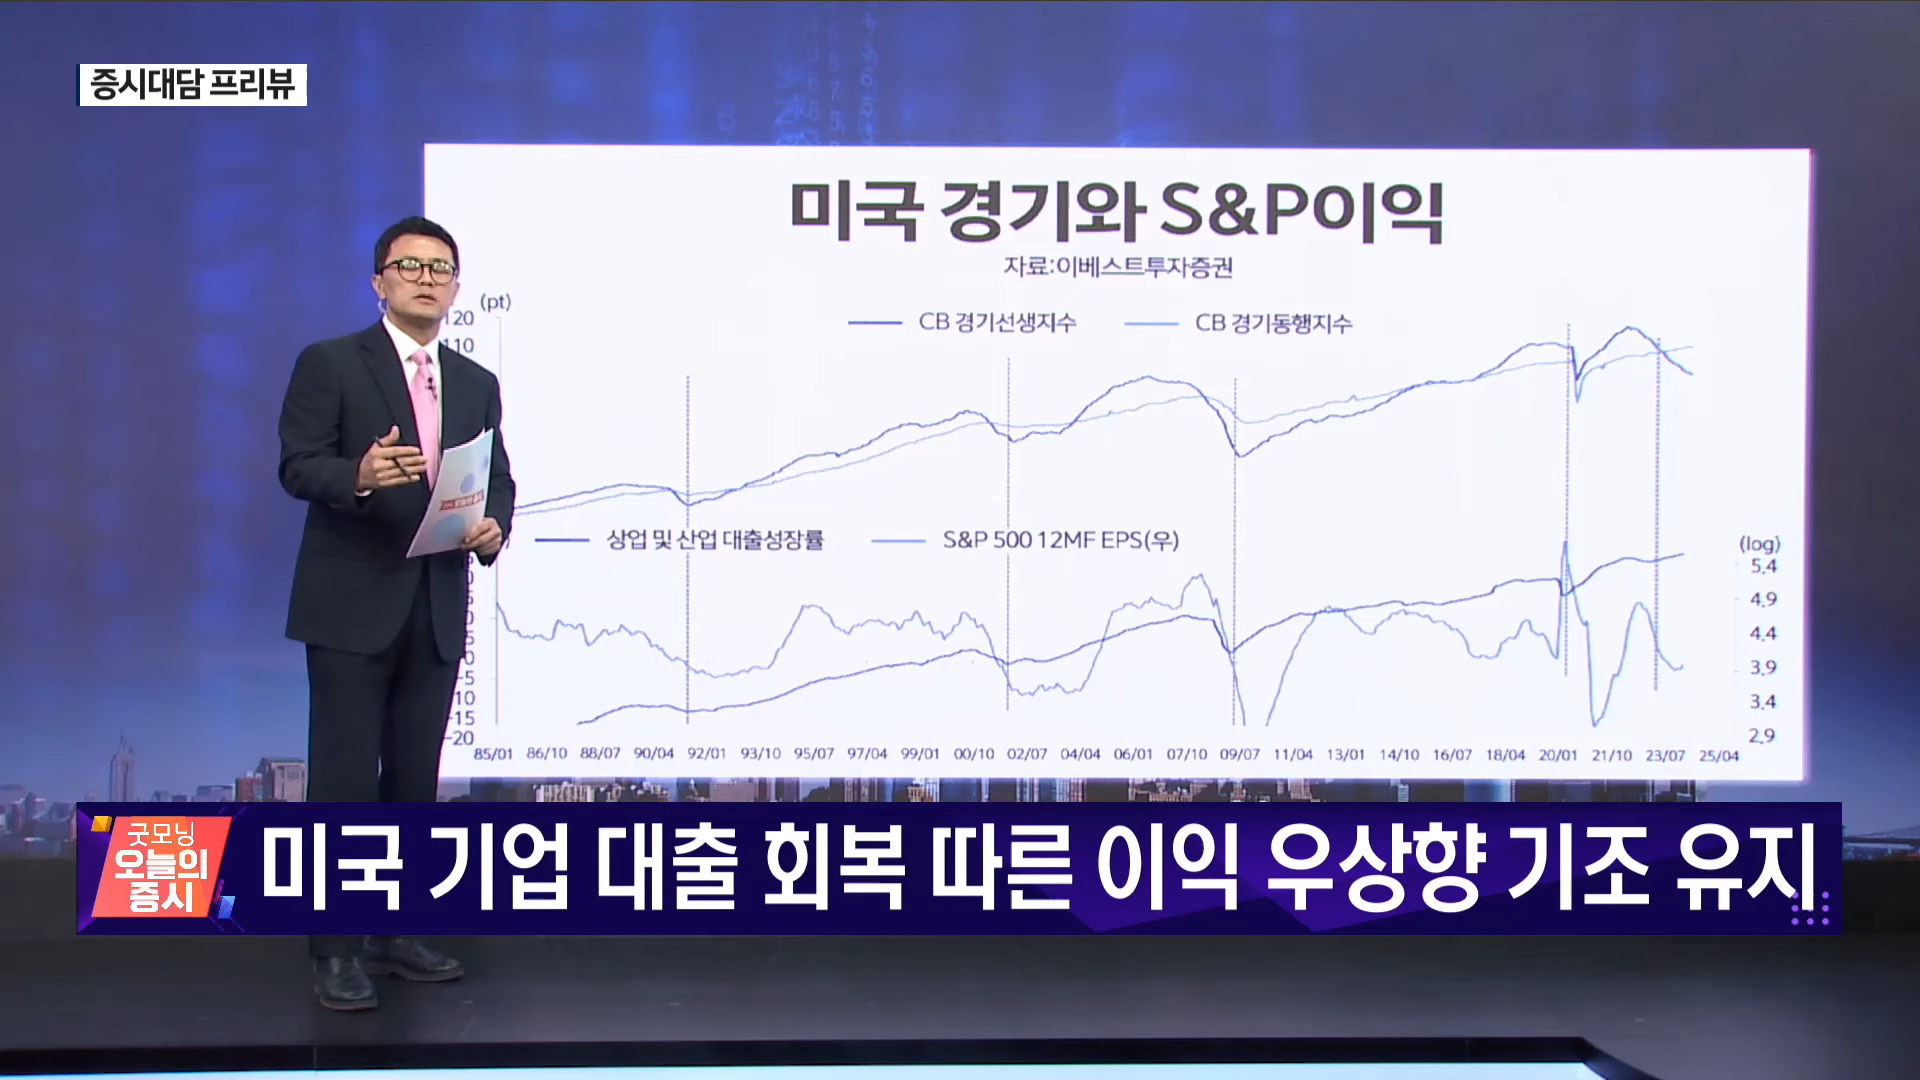 증시대담 프리뷰
미국 경기와 S&P이익
자료:이베스트투자증권
(pt)
CB 경기선생지수 CB 경기동행지수
120
110
상업 및 산업 대출성장률 S&P 500 12MF EPS(우)
(log)
5.4
4.9
4.4
3.9
3.4
2.9
-5
-10
-15
-20
85/01 86/10 88/07 90/04 92/01 93/10 95/07 97/04 99/01 00/10 02/07 04/04 06/01 07/10 09/07 11/04 13/01 14/10 16/07 18/04 20/01 21/10 23/07 25/04
굿모닝
오늘의
증시
미국 기업 대출 회복 따른 이익 우상향 기조 유지